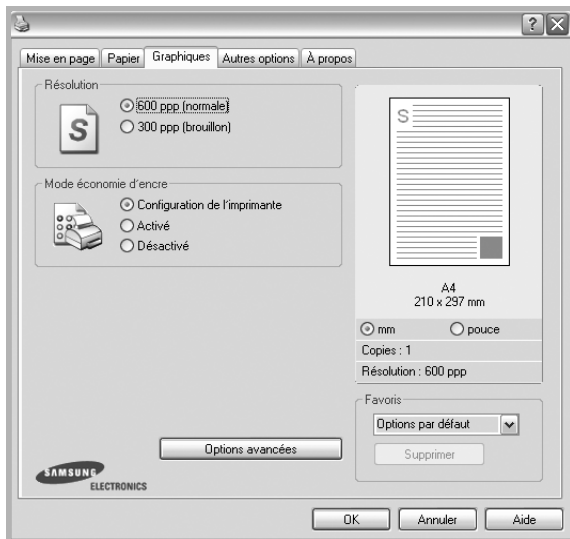 Mise en page
Papier
Graphiques
Autres options
À propos
Résolution
600 ppp (normale)
300 ppp (brouillon)
S
Mode économie d'encre
Configuration de l'imprimante
Activé
Désactivé
S
A4
210 x 297 mm
mm
pouce
Copies : 1
Résolution : 600 ppp
Favoris
Options par défaut
Supprimer
Options avancées
SAMSUNG
ELECTRONICS
OK
Annuler
Aide